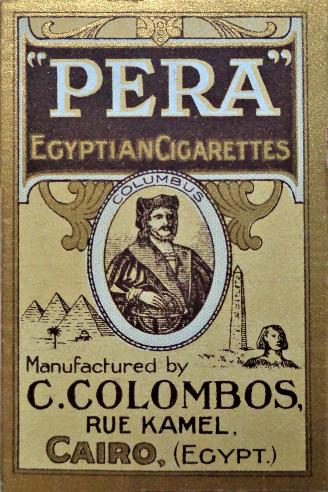 "PERA"
EGYPTIAN CIGARETTES
COLUMBUS
Manufactured by
C. COLOMBOS,
RUE KAMEL,
CAIRO, (EGYPT.)